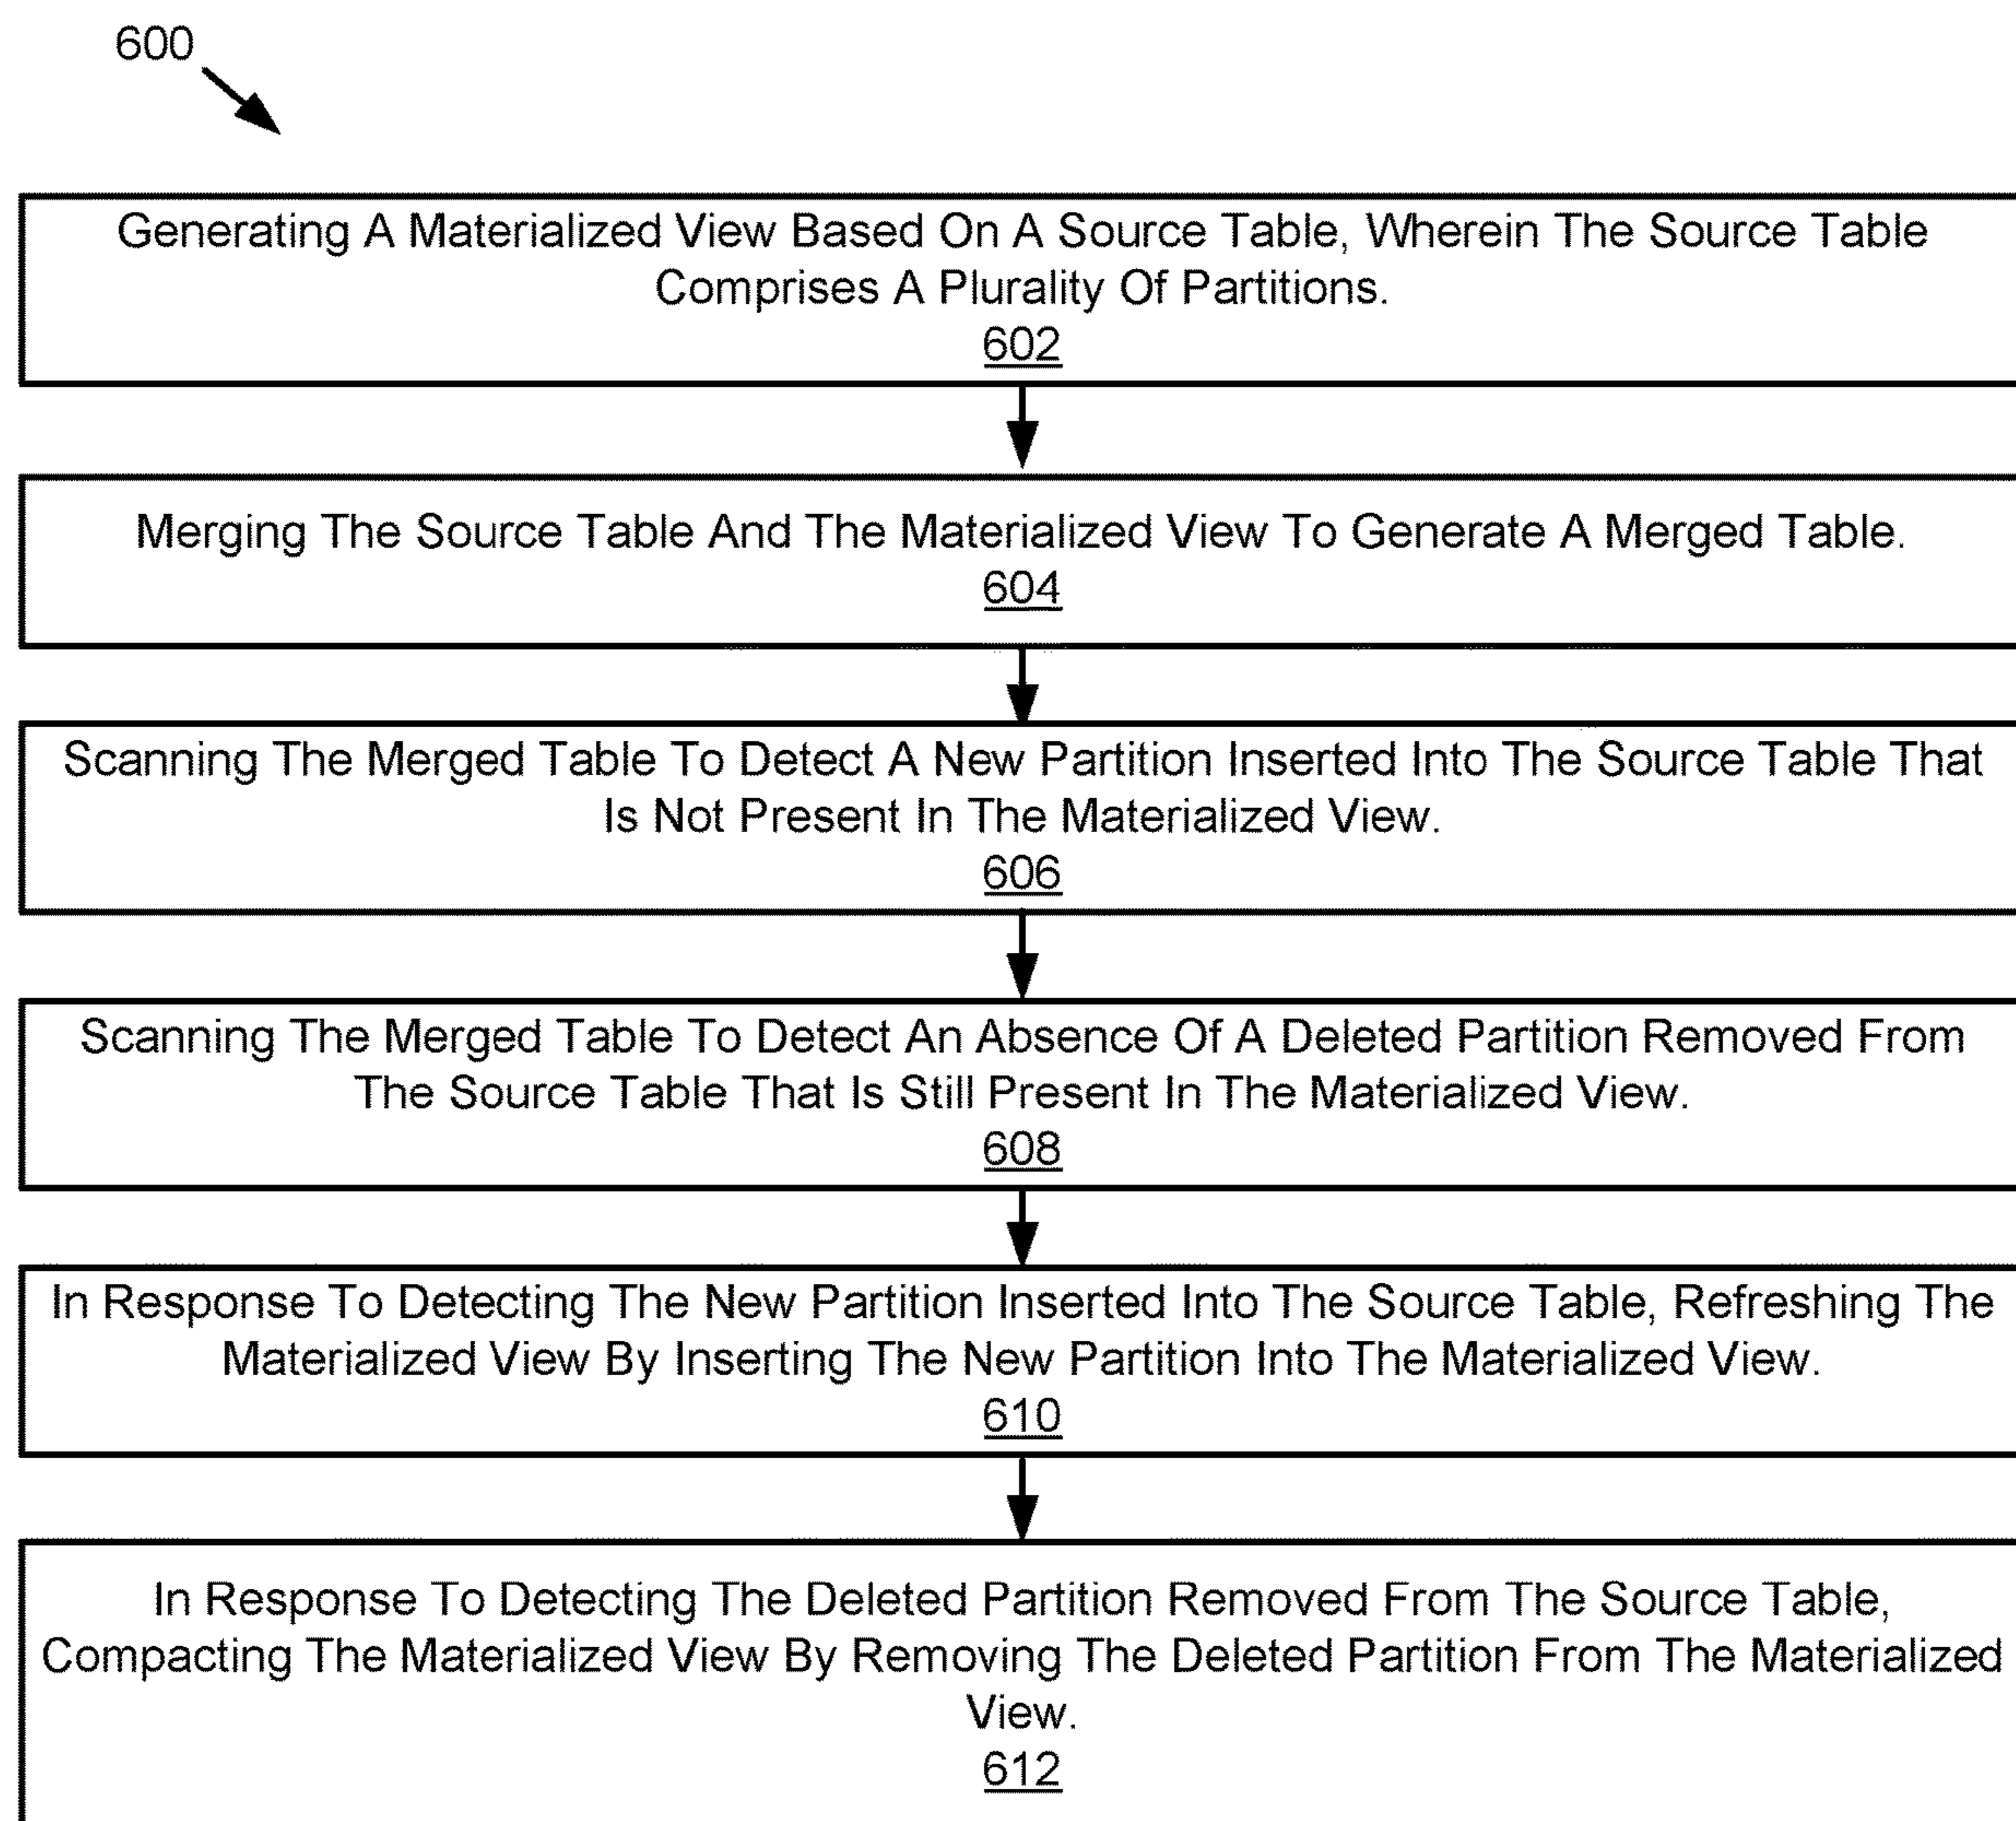 600
Generating A Materialized View Based On A Source Table, Wherein The Source Table
Comprises A Plurality Of Partitions.
602
Merging The Source Table And The Materialized View To Generate A Merged Table.
604
Scanning The Merged Table To Detect A New Partition Inserted Into The Source Table That
Is Not Present In The Materialized View.
606
Scanning The Merged Table To Detect An Absence Of A Deleted Partition Removed From
The Source Table That Is Still Present In The Materialized View.
608
In Response To Detecting The New Partition Inserted Into The Source Table, Refreshing The
Materialized View By Inserting The New Partition Into The Materialized View.
610
In Response To Detecting The Deleted Partition Removed From The Source Table,
Compacting The Materialized View By Removing The Deleted Partition From The Materialized
View.
612